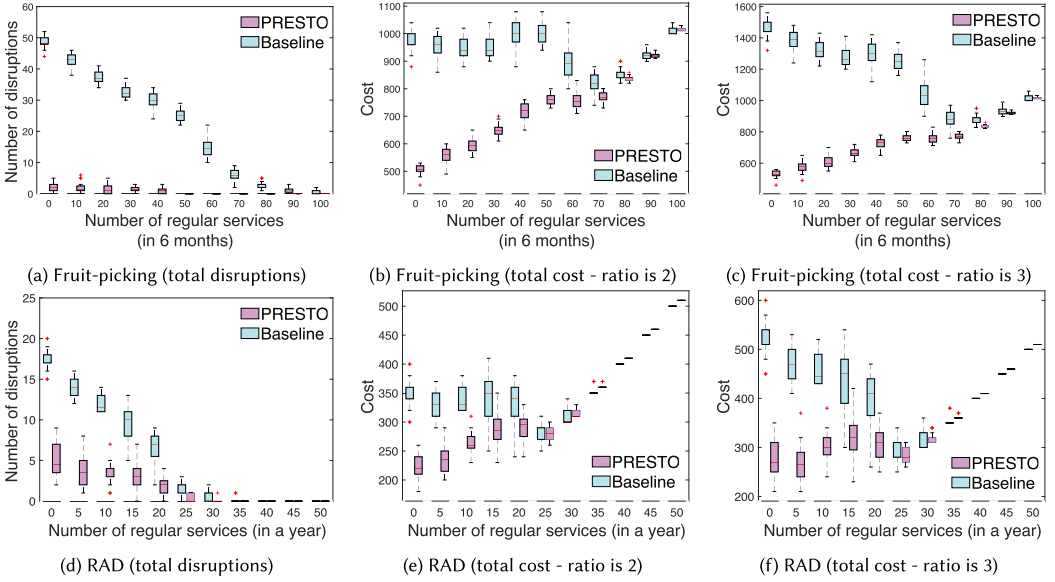 60
50
40
30
20
10
0
Number of disruptions
PRESTO
Baseline
0 10 20 30 40 50 60 70 80 90 100
Number of regular services
(in 6 months)
(a) Fruit-picking (total disruptions)
1100
1000
900
800
700
600
500
Cost
PRESTO
Baseline
0 10 20 30 40 50 60 70 80 90 100
Number of regular services
(in 6 months)
(b) Fruit-picking (total cost - ratio is 2)
1600
1400
1200
1000
800
600
Cost
PRESTO
Baseline
0 10 20 30 40 50 60 70 80 90 100
Number of regular services
(in 6 months)
(c) Fruit-picking (total cost - ratio is 3)
25
20
15
10
5
0
Number of disruptions
PRESTO
Baseline
0 5 10 15 20 25 30 35 40 45 50
Number of regular services (in a year)
(d) RAD (total disruptions)
500
450
400
350
300
250
200
Cost
PRESTO
Baseline
0 5 10 15 20 25 30 35 40 45 50
Number of regular services (in a year)
(e) RAD (total cost - ratio is 2)
600
500
400
300
200
Cost
PRESTO
Baseline
0 5 10 15 20 25 30 35 40 45 50
Number of regular services (in a year)
(f) RAD (total cost - ratio is 3)